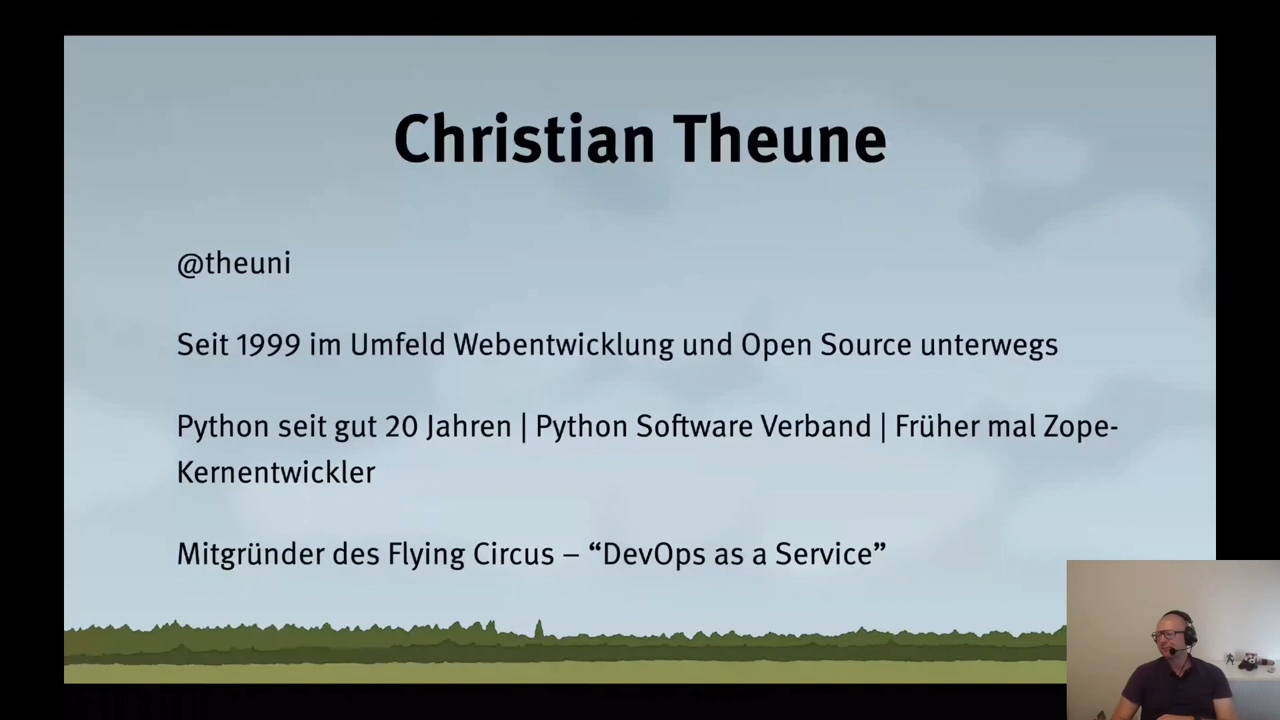 Christian Theune
@theuni
Seit 1999 im Umfeld Webentwicklung und Open Source unterwegs
Python seit gut 20 Jahren | Python Software Verband | Früher mal Zope-
Kernentwickler
Mitgründer des Flying Circus – “DevOps as a Service”